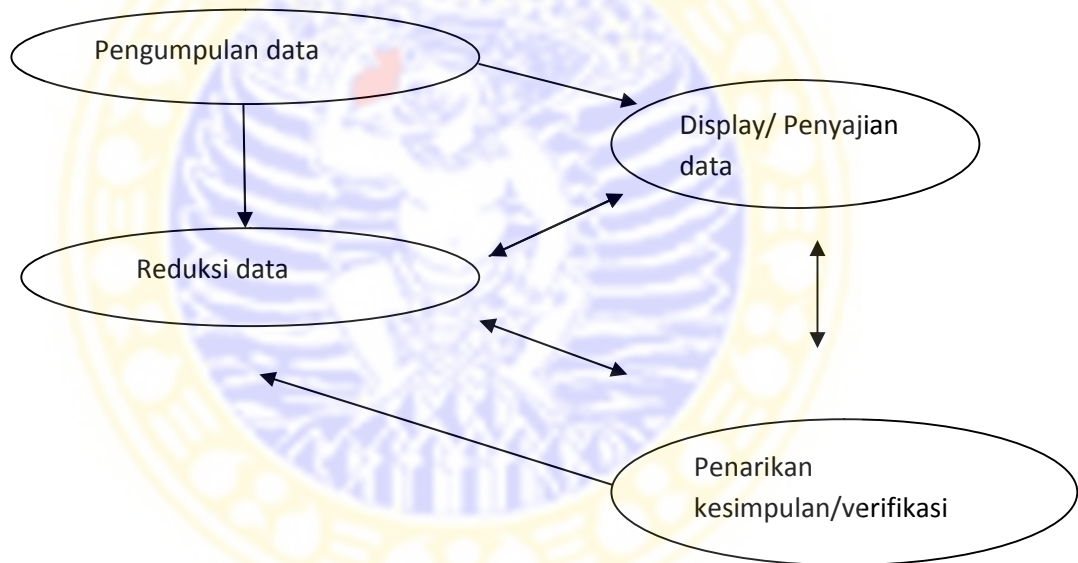 Pengumpulan data
Display/ Penyajian
data
Reduksi data
Penarikan
kesimpulan/verifikasi